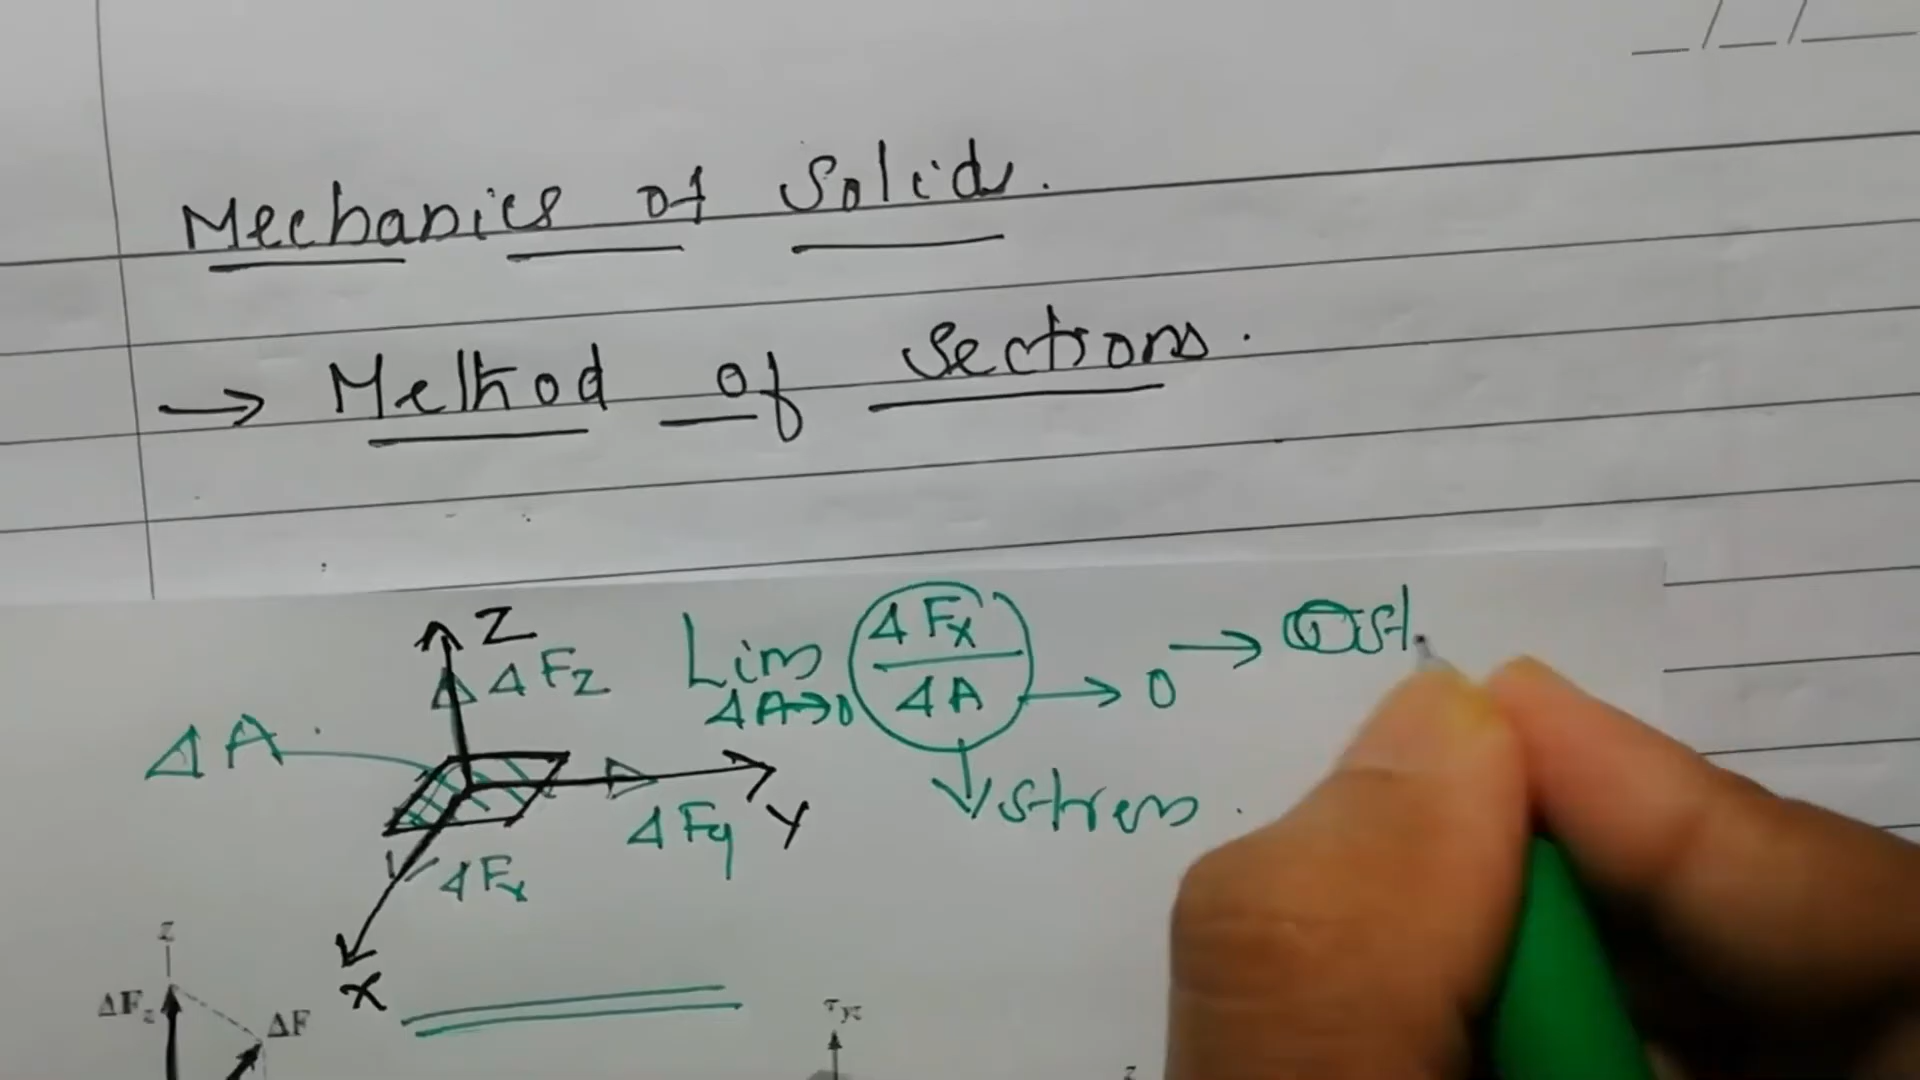 Mechanics of Solids.
→ Method of Sections.
Z
ΔFz
Lim ΔA→0 ΔFx/ΔA → 0 →
ΔA
stress.
ΔFy
Y
ΔFx
X
z
ΔFz
ΔF
τyz
z